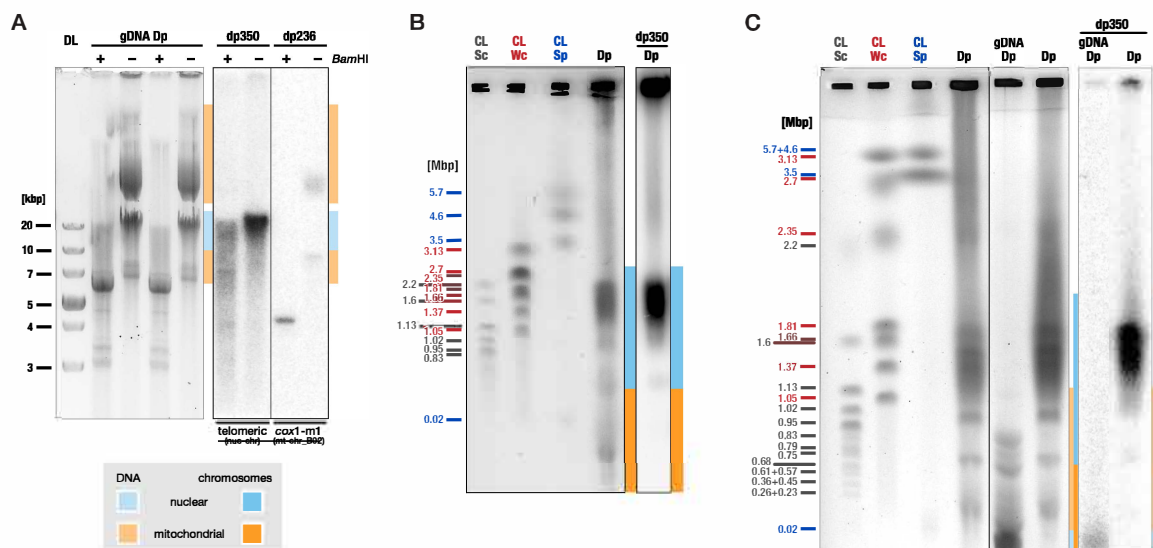 A
DL
gDNA Dp
dp350
dp236
+ − + − + − + − BamHI
[kbp]
20
10
7
5
4
3
telomeric
(nuc-chr)
cox1-m1
(mt-chr_B02)
DNA
chromosomes
nuclear
mitochondrial
B
CL Sc
CL Wc
CL Sp
Dp
dp350
Dp
[Mbp]
5.7
4.6
3.5
3.13
2.7
2.35
2.2
1.81
1.66
1.6
1.37
1.13
1.05
1.02
0.95
0.83
0.02
C
CL Sc
CL Wc
CL Sp
Dp
gDNA Dp
Dp
dp350
gDNA Dp
Dp
[Mbp]
5.7+4.6
3.13
3.5
2.7
2.35
2.2
1.81
1.66
1.6
1.37
1.13
1.05
1.02
0.95
0.83
0.79
0.75
0.68
0.61+0.57
0.36+0.45
0.26+0.23
0.02